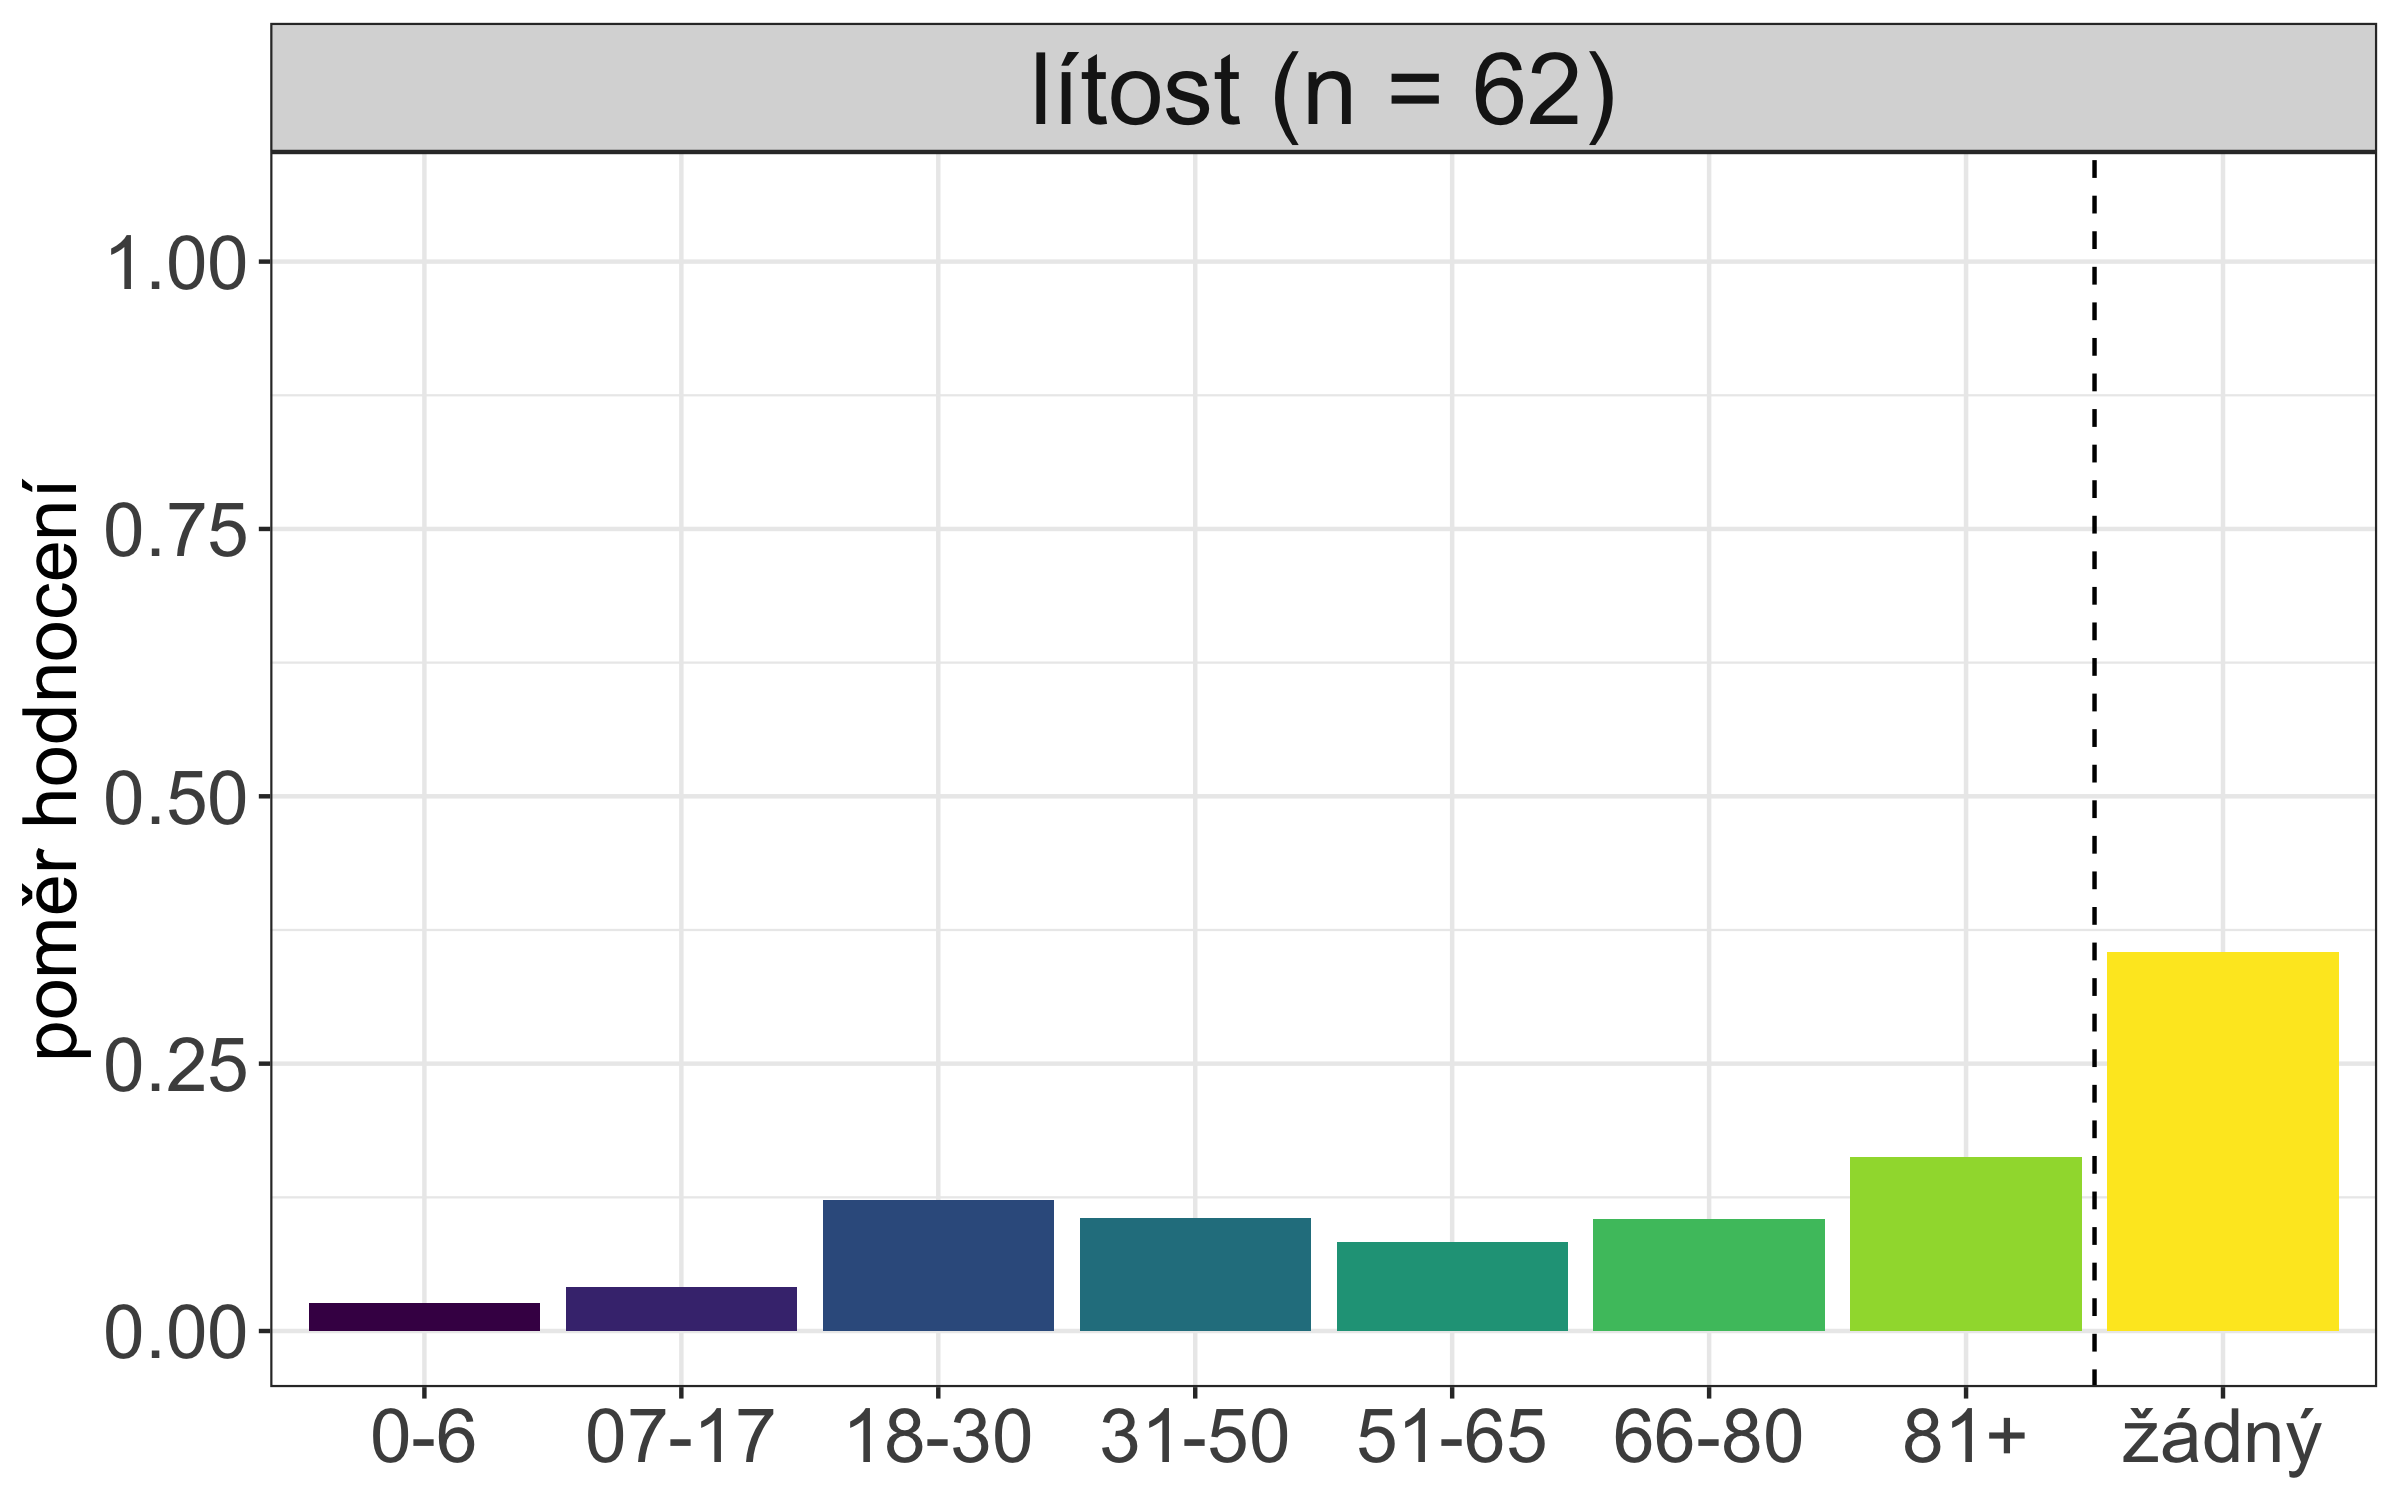 lítost (n = 62)
poměr hodnocení
1.00
0.75
0.50
0.25
0.00
0-6 07-17 18-30 31-50 51-65 66-80 81+ žádný